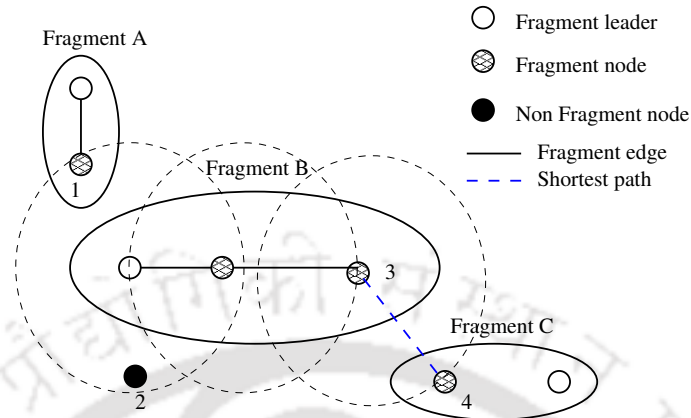 Fragment A
Fragment leader
Fragment node
Non Fragment node
Fragment edge
Shortest path
1
Fragment B
3
Fragment C
2
4